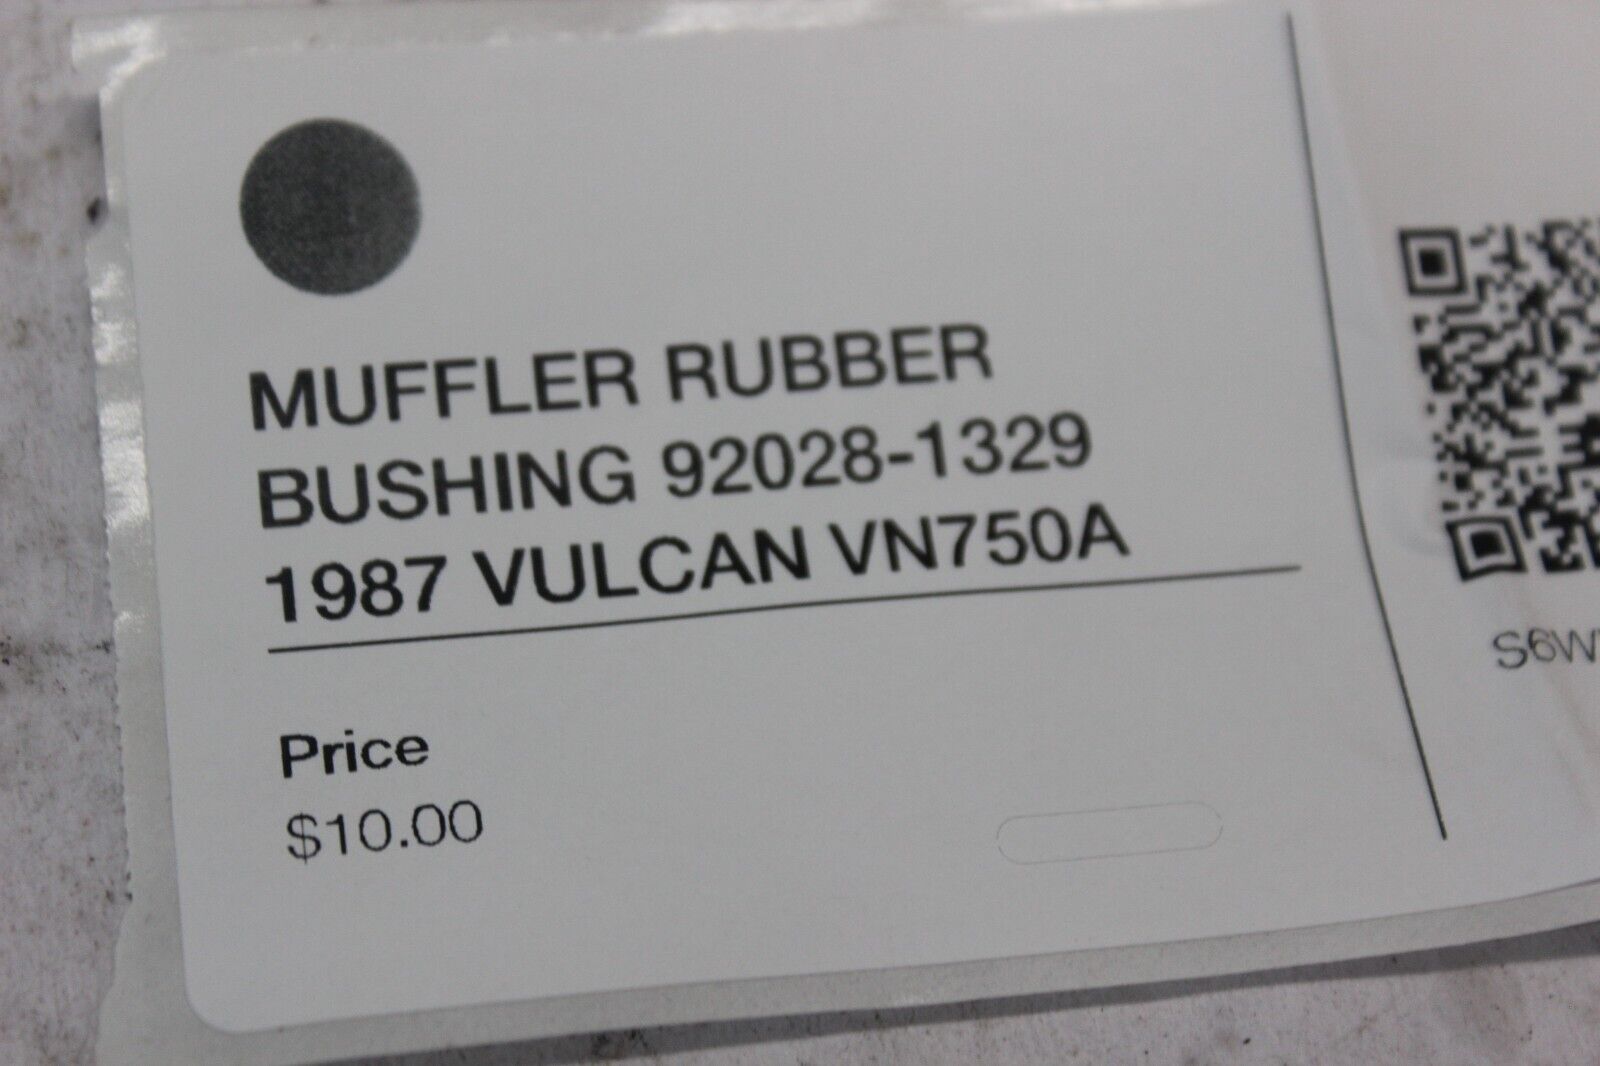 MUFFLER RUBBER
BUSHING 92028-1329
1987 VULCAN VN750A
Price
$10.00